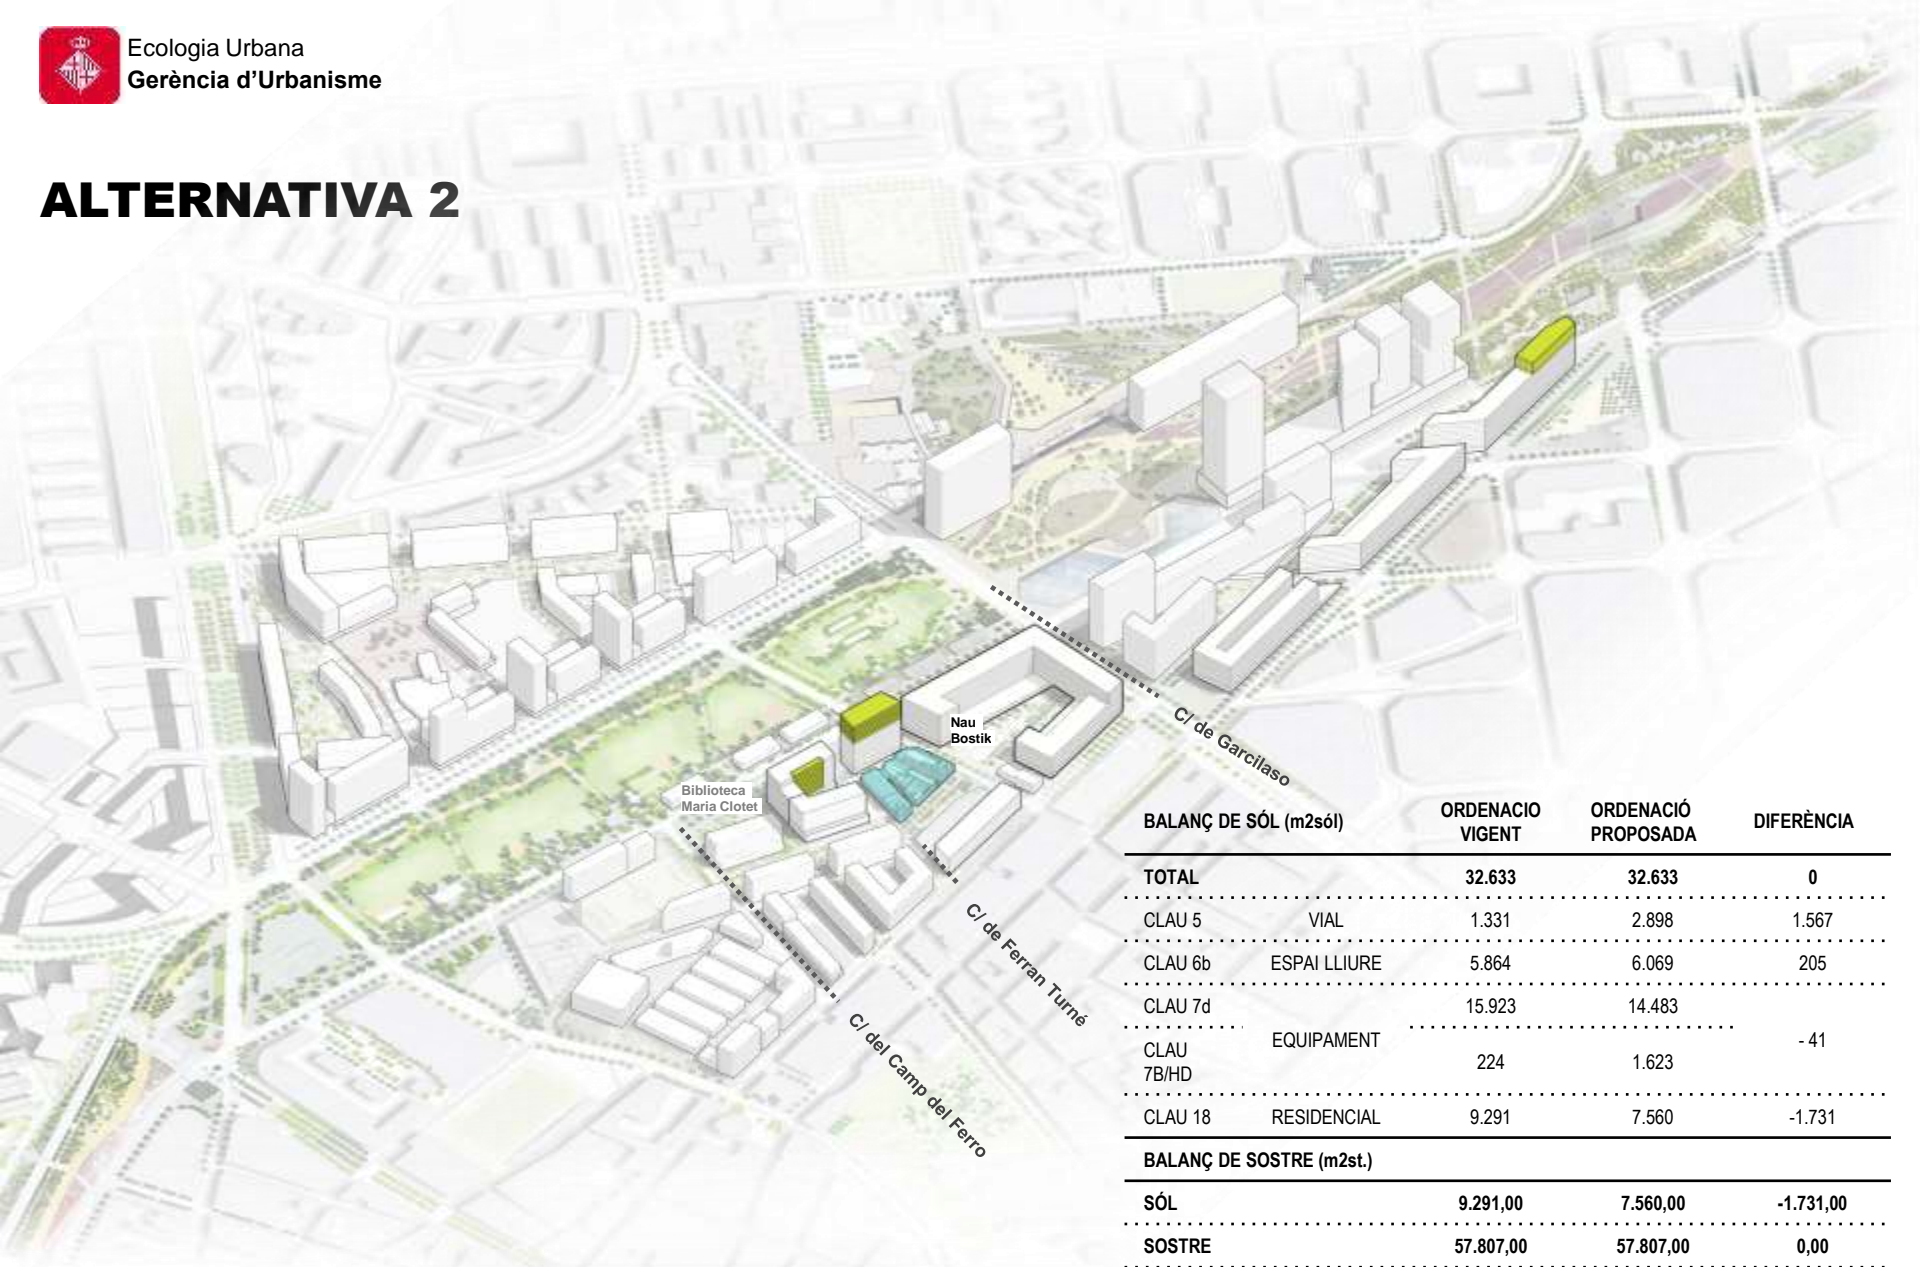 Ecologia Urbana
Gerència d'Urbanisme
ALTERNATIVA 2
Nau
Bostik
Biblioteca
Maria Clotet
C/ de Garcilaso
C/ de Ferran Turné
C/ del Camp del Ferro
BALANÇ DE SÓL (m2sól) ORDENACIO VIGENT ORDENACIÓ PROPOSADA DIFERÈNCIA
TOTAL 32.633 32.633 0
CLAU 5 VIAL 1.331 2.898 1.567
CLAU 6b ESPAI LLIURE 5.864 6.069 205
CLAU 7d EQUIPAMENT 15.923 14.483 - 41
CLAU 7B/HD 224 1.623
CLAU 18 RESIDENCIAL 9.291 7.560 -1.731
BALANÇ DE SOSTRE (m2st.)
SÓL 9.291,00 7.560,00 -1.731,00
SOSTRE 57.807,00 57.807,00 0,00